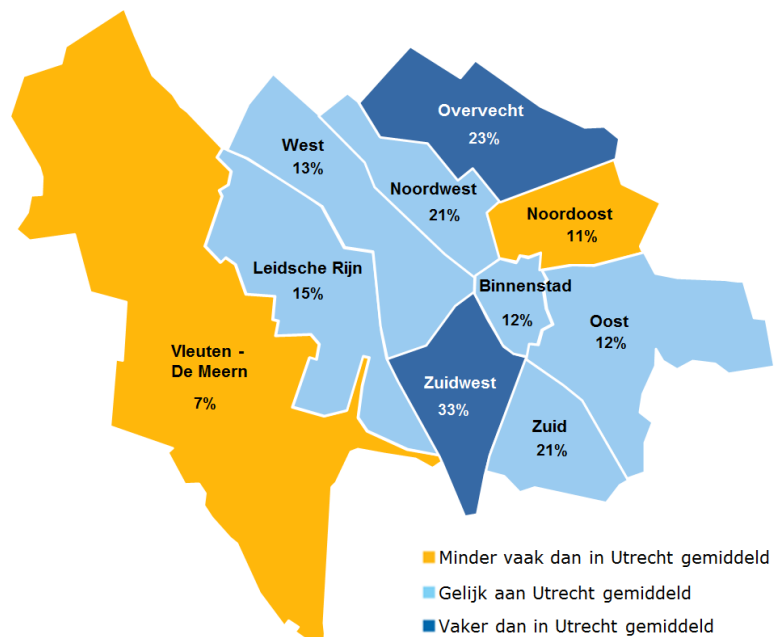 Overvecht
23%
West
13%
Noordwest
21%
Noordoost
11%
Leidsche Rijn
15%
Binnenstad
12%
Oost
12%
Vleuten -
De Meern
7%
Zuidwest
33%
Zuid
21%
Minder vaak dan in Utrecht gemiddeld
Gelijk aan Utrecht gemiddeld
Vaker dan in Utrecht gemiddeld